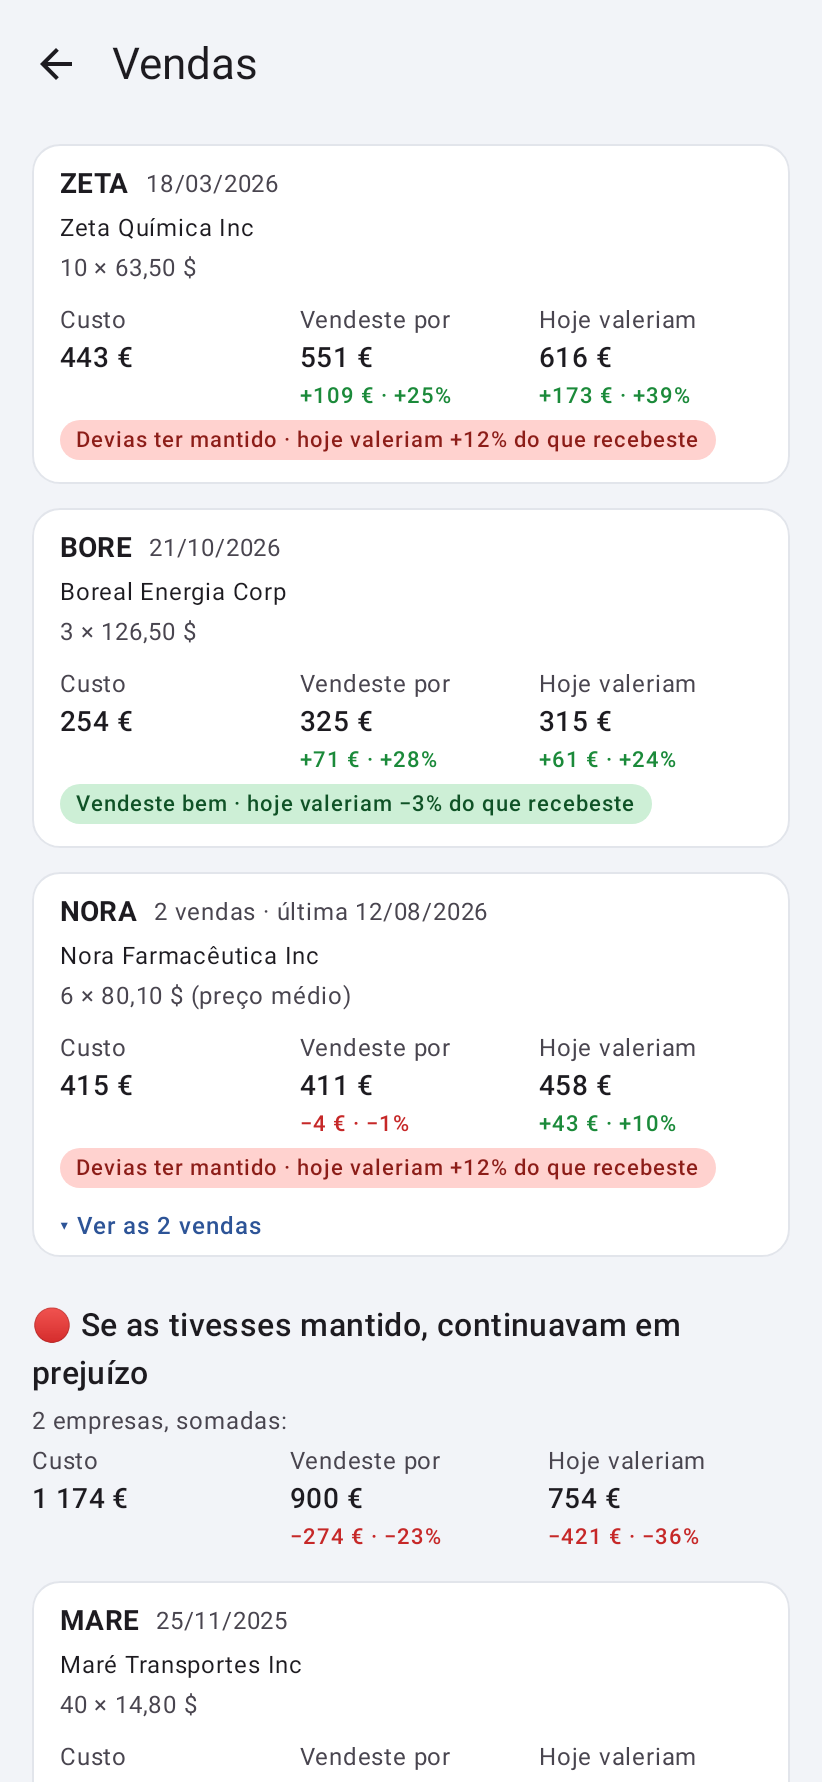 Vendas
ZETA 18/03/2026
Zeta Química Inc
10 × 63,50 $
Custo Vendeste por Hoje valeriam
443 € 551 € 616 €
+109 € · +25% +173 € · +39%
Devias ter mantido · hoje valeriam +12% do que recebeste
BORE 21/10/2026
Boreal Energia Corp
3 × 126,50 $
Custo Vendeste por Hoje valeriam
254 € 325 € 315 €
+71 € · +28% +61 € · +24%
Vendeste bem · hoje valeriam −3% do que recebeste
NORA 2 vendas · última 12/08/2026
Nora Farmacêutica Inc
6 × 80,10 $ (preço médio)
Custo Vendeste por Hoje valeriam
415 € 411 € 458 €
−4 € · −1% +43 € · +10%
Devias ter mantido · hoje valeriam +12% do que recebeste
▾ Ver as 2 vendas
🔴 Se as tivesses mantido, continuavam em
prejuízo
2 empresas, somadas:
Custo Vendeste por Hoje valeriam
1 174 € 900 € 754 €
−274 € · −23% −421 € · −36%
MARE 25/11/2025
Maré Transportes Inc
40 × 14,80 $
Custo Vendeste por Hoje valeriam